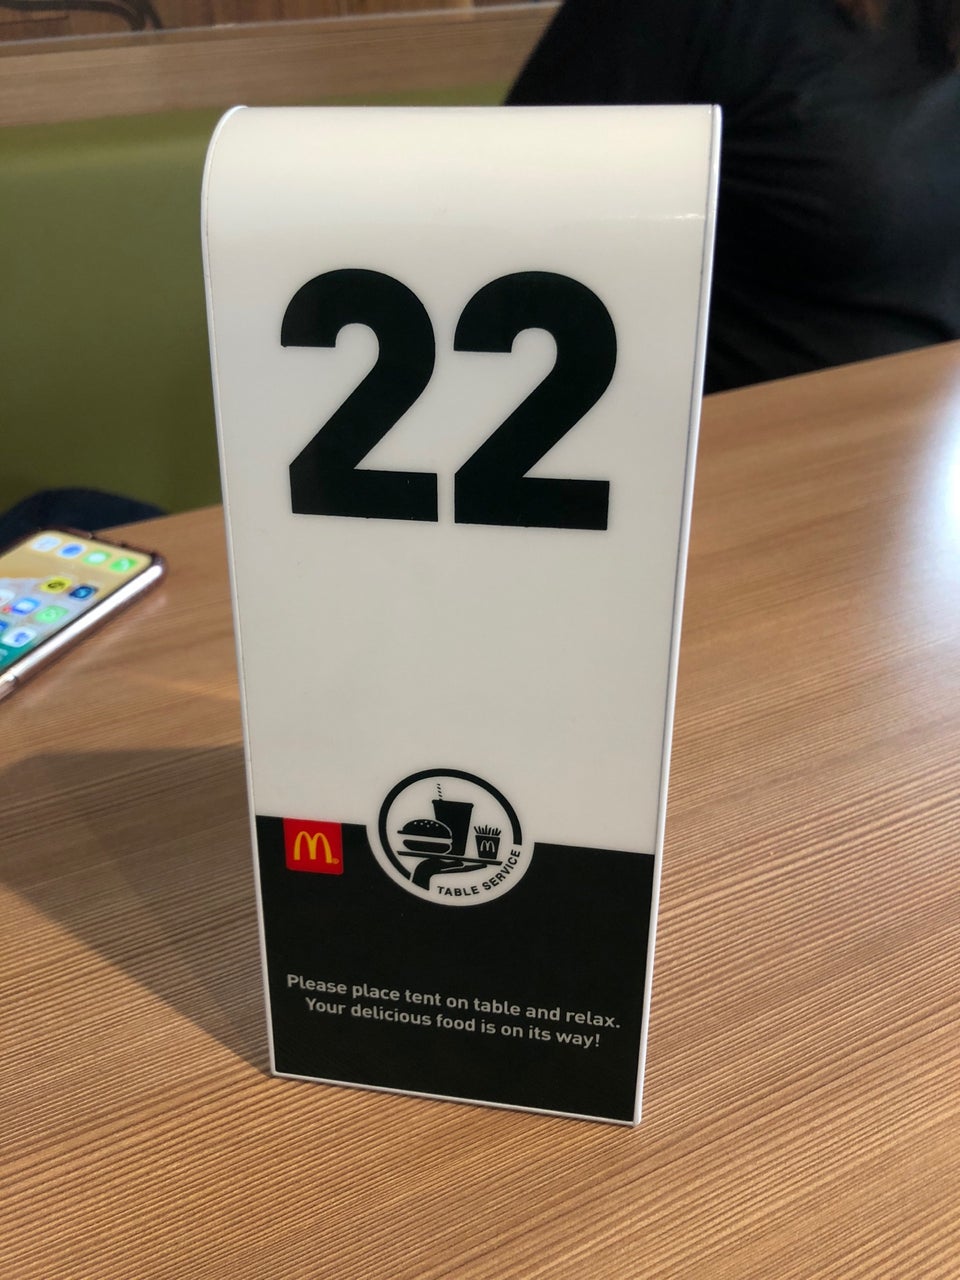 22
TABLE SERVICE
Please place tent on table and relax.
Your delicious food is on its way!